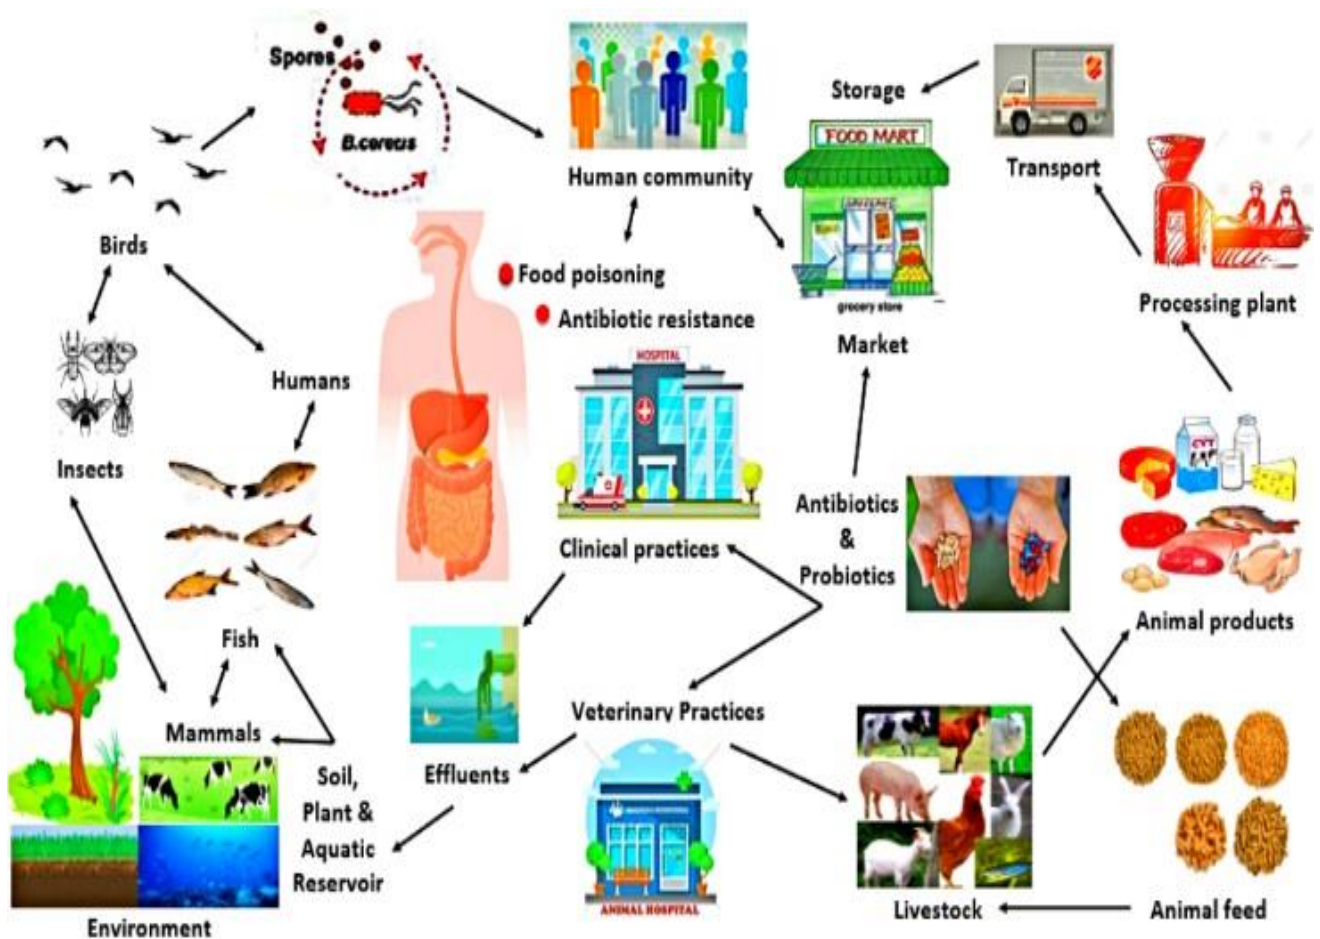 Spores
B.cereus
Human community
Storage
FOOD MART
grocery store
Market
Transport
Processing plant
Birds
Food poisoning
Antibiotic resistance
HOSPITAL
Humans
Insects
Clinical practices
Antibiotics
&
Probiotics
Animal products
Fish
Mammals
Veterinary Practices
Effluents
Soil,
Plant &
Aquatic
Reservoir
ANIMAL HOSPITAL
Livestock
Animal feed
Environment